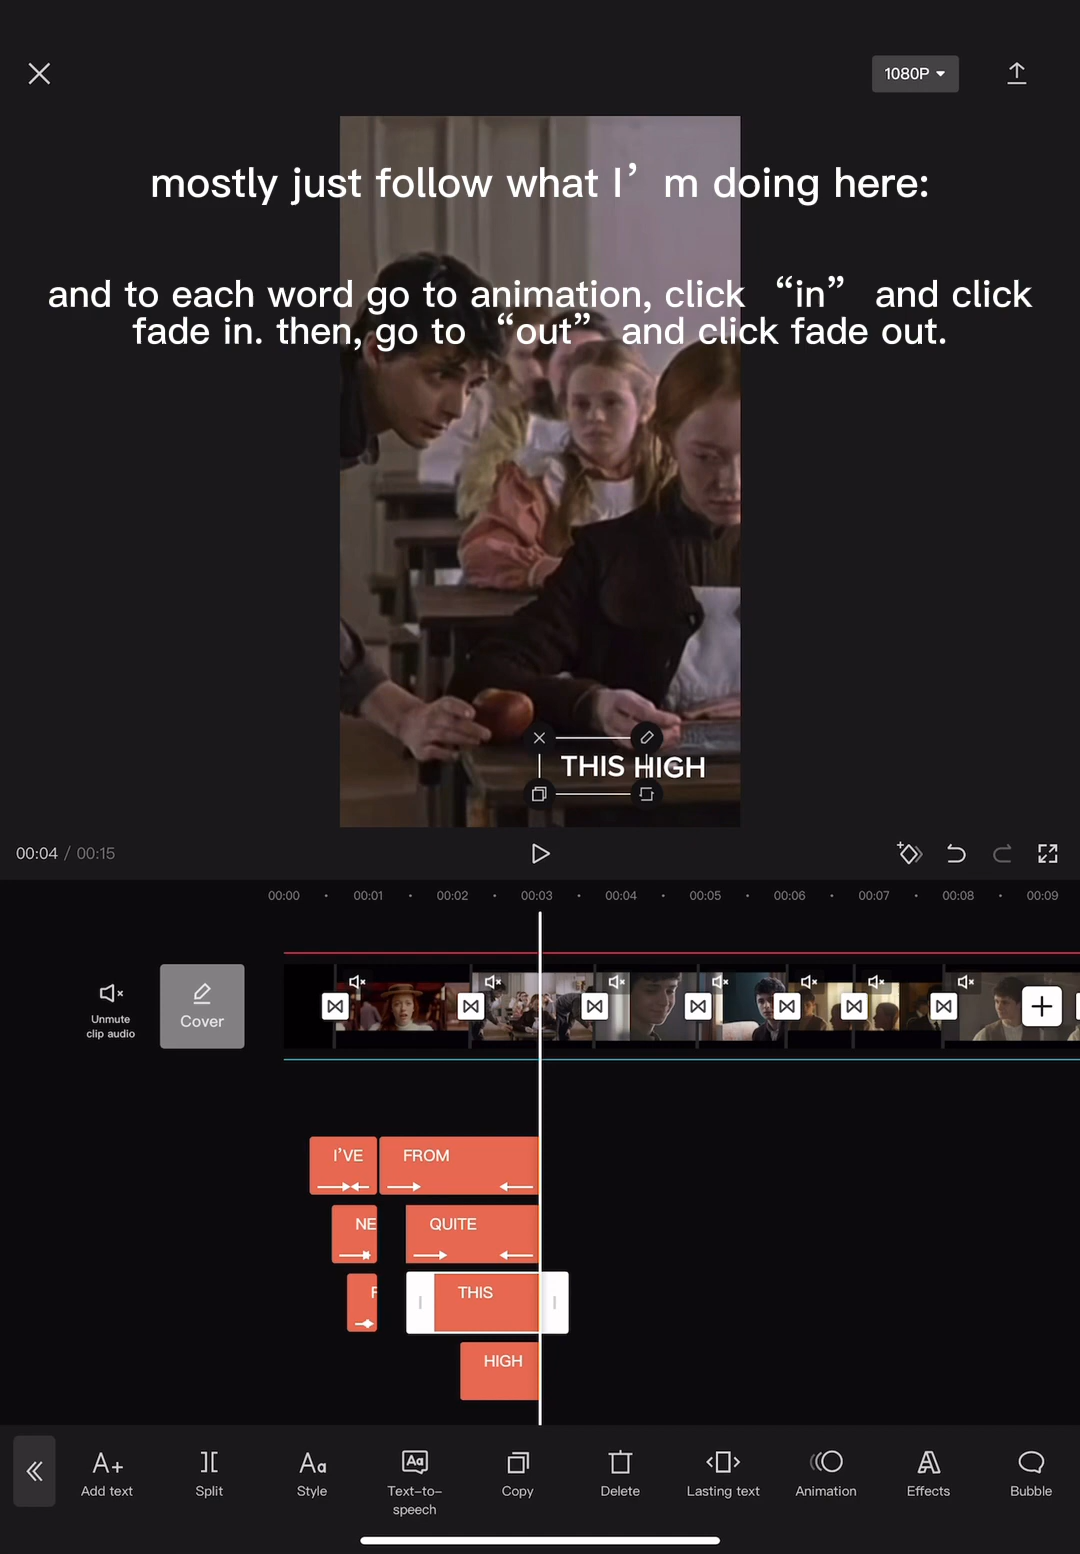 1080P
mostly just follow what I’m doing here:
and to each word go to animation, click “in” and click
fade in. then, go to “out” and click fade out.
THIS HIGH
00:04 / 00:15
00:00 00:01 00:02 00:03 00:04 00:05 00:06 00:07 00:08 00:09
Unmute
clip audio
Cover
I’VE
FROM
NE
QUITE
F
THIS
HIGH
Add text
Split
Style
Text-to-
speech
Copy
Delete
Lasting text
Animation
Effects
Bubble